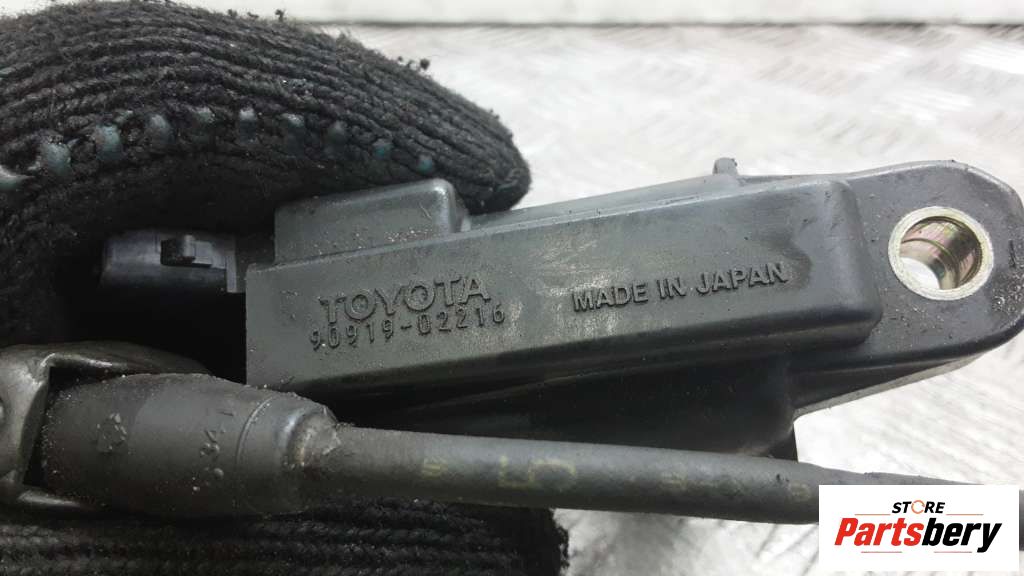 TOYOTA
90919-02216
MADE IN JAPAN
STORE
Partsbery